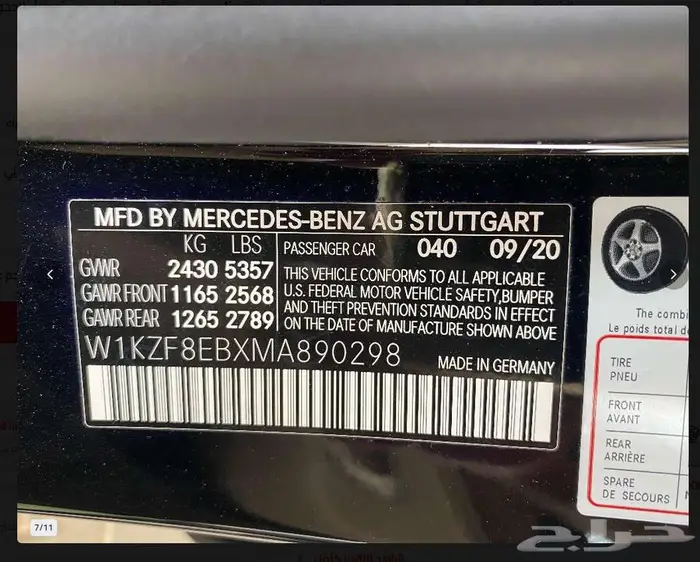 MFD BY MERCEDES-BENZ AG STUTTGART
KG LBS
GVWR 2430 5357
GAWR FRONT 1165 2568
GAWR REAR 1265 2789
PASSENGER CAR 040 09/20
THIS VEHICLE CONFORMS TO ALL APPLICABLE
U.S. FEDERAL MOTOR VEHICLE SAFETY, BUMPER
AND THEFT PREVENTION STANDARDS IN EFFECT
ON THE DATE OF MANUFACTURE SHOWN ABOVE
W1KZF8EBXMA890298
MADE IN GERMANY
The combi
Le poids total d
TIRE
PNEU
FRONT
AVANT
REAR
ARRIÈRE
SPARE
DE SECOURS
7/11
حراج